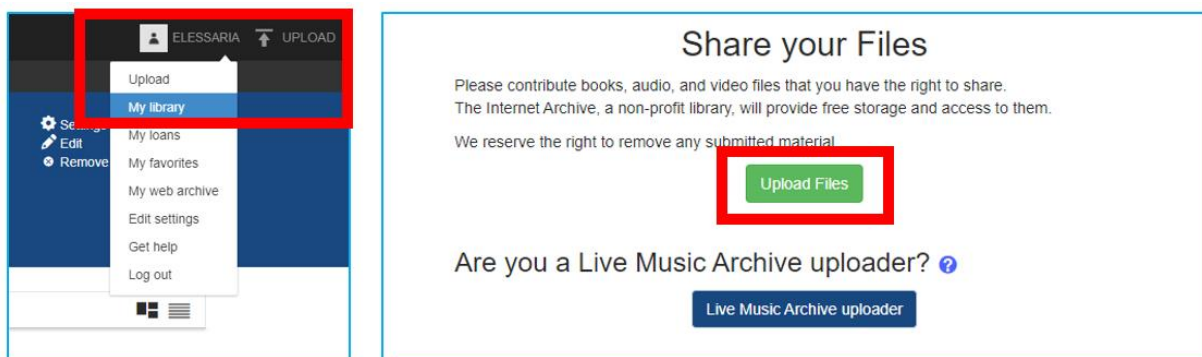 ELESSARIA UPLOAD
Upload
My library
Settings
My loans
Edit
Remove
My favorites
My web archive
Edit settings
Get help
Log out
Share your Files
Please contribute books, audio, and video files that you have the right to share.
The Internet Archive, a non-profit library, will provide free storage and access to them.
We reserve the right to remove any submitted material
Upload Files
Are you a Live Music Archive uploader? ?
Live Music Archive uploader